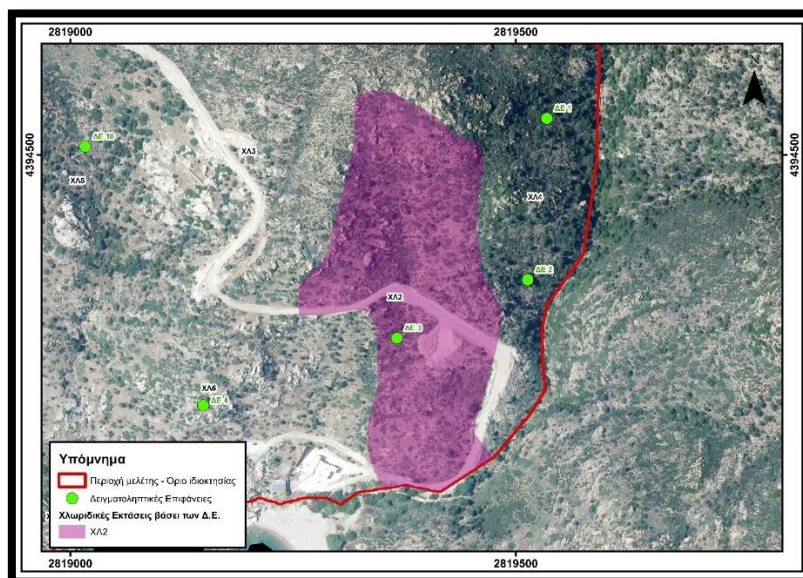 2819000
2819500
4394500
4394500
N
ΔΕ 1
ΔΕ 10
ΧΛ3
ΧΛ5
ΧΛ4
ΔΕ 2
ΧΛ2
ΔΕ 3
ΧΛ6
ΔΕ 4
Υπόμνημα
Περιοχή μελέτης - Όριο ιδιοκτησίας
Δειγματοληπτικές Επιφάνειες
Χλωριδικές Εκτάσεις βάσει των Δ.Ε.
ΧΛ2
2819000
2819500